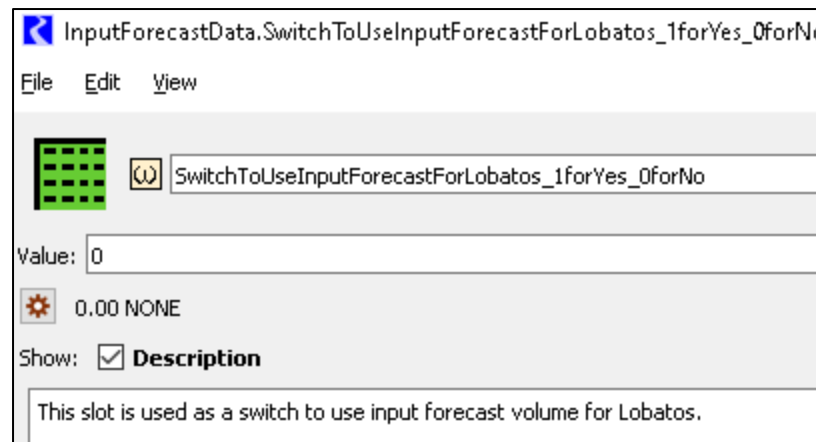 InputForecastData.SwitchToUseInputForecastForLobatos_1forYes_0forNo
File Edit View
ω SwitchToUseInputForecastForLobatos_1forYes_0forNo
Value: 0
0.00 NONE
Show: Description
This slot is used as a switch to use input forecast volume for Lobatos.